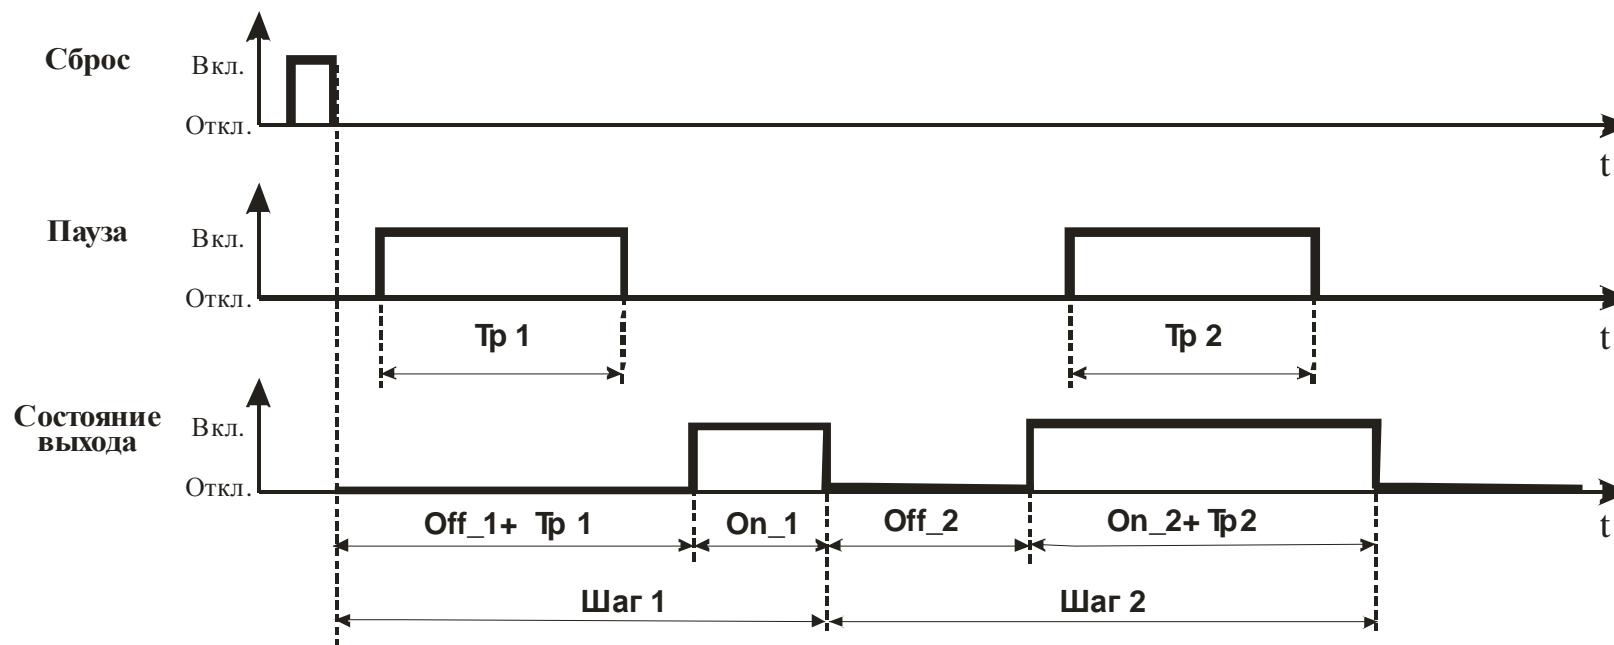 Сброс
Вкл.
Откл.
t
Пауза
Вкл.
Откл.
t
Тр 1
Тр 2
Состояние
выхода
Вкл.
Откл.
t
Off_1+ Тр 1
On_1
Off_2
On_2+ Тр2
Шаг 1
Шаг 2